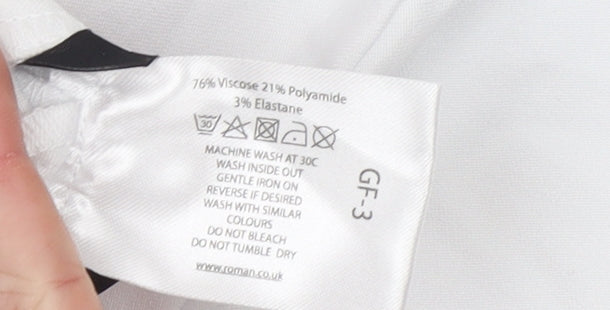 76% Viscose 21% Polyamide
3% Elastane
30
MACHINE WASH AT 30C
WASH INSIDE OUT
GENTLE IRON ON
REVERSE IF DESIRED
WASH WITH SIMILAR
COLOURS
DO NOT BLEACH
DO NOT TUMBLE DRY
www.roman.co.uk
GF-3